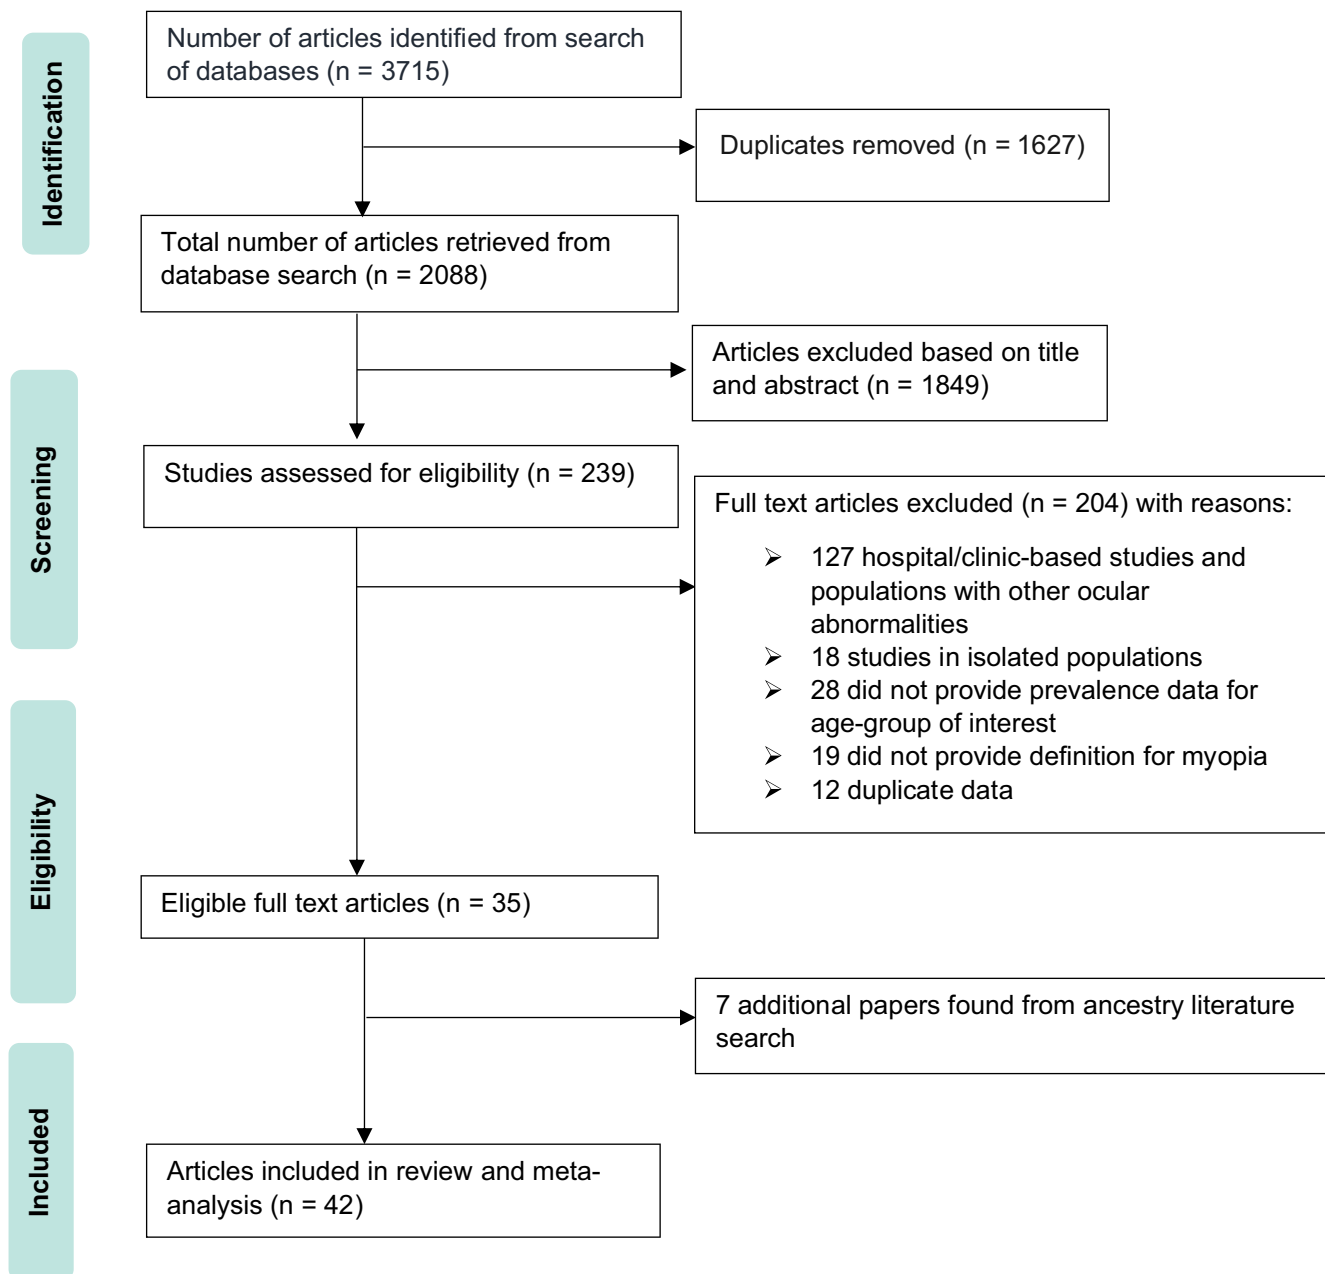 Identification
Number of articles identified from search
of databases (n = 3715)
Duplicates removed (n = 1627)
Total number of articles retrieved from
database search (n = 2088)
Screening
Articles excluded based on title
and abstract (n = 1849)
Studies assessed for eligibility (n = 239)
Full text articles excluded (n = 204) with reasons:
➢ 127 hospital/clinic-based studies and
populations with other ocular
abnormalities
➢ 18 studies in isolated populations
➢ 28 did not provide prevalence data for
age-group of interest
➢ 19 did not provide definition for myopia
➢ 12 duplicate data
Eligibility
Eligible full text articles (n = 35)
7 additional papers found from ancestry literature
search
Included
Articles included in review and meta-
analysis (n = 42)